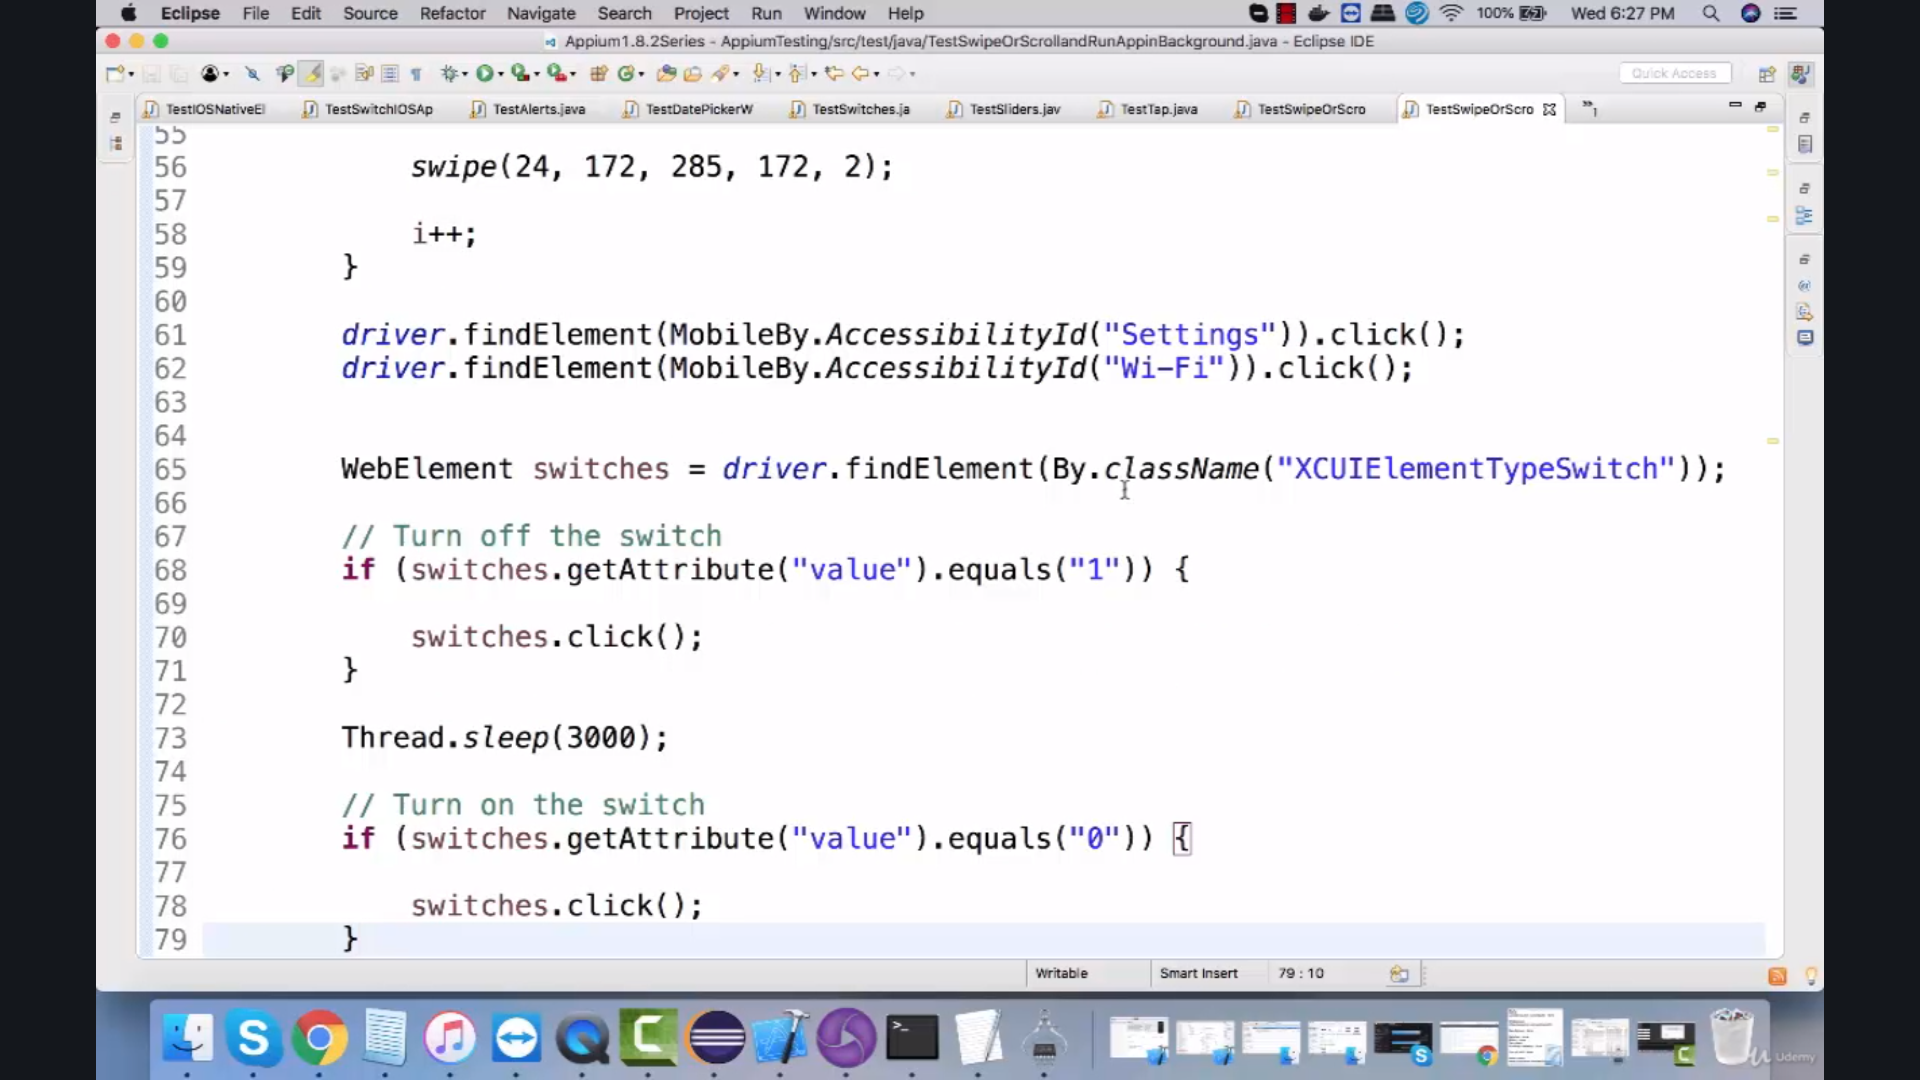 Eclipse File Edit Source Refactor Navigate Search Project Run Window Help 100% Wed 6:27 PM
Appium1.8.2Series - AppiumTesting/src/test/java/TestSwipeOrScrollandRunAppinBackground.java - Eclipse IDE
Quick Access
TestIOSNativeEl TestSwitchIOSAp TestAlerts.java TestDatePickerW TestSwitches.ja TestSliders.jav TestTap.java TestSwipeOrScro TestSwipeOrScro »1
55
56 swipe(24, 172, 285, 172, 2);
57
58 i++;
59 }
60
61 driver.findElement(MobileBy.AccessibilityId("Settings")).click();
62 driver.findElement(MobileBy.AccessibilityId("Wi-Fi")).click();
63
64
65 WebElement switches = driver.findElement(By.className("XCUIElementTypeSwitch"));
66
67 // Turn off the switch
68 if (switches.getAttribute("value").equals("1")) {
69
70 switches.click();
71 }
72
73 Thread.sleep(3000);
74
75 // Turn on the switch
76 if (switches.getAttribute("value").equals("0")) {
77
78 switches.click();
79 }
Writable Smart Insert 79 : 10
Udemy